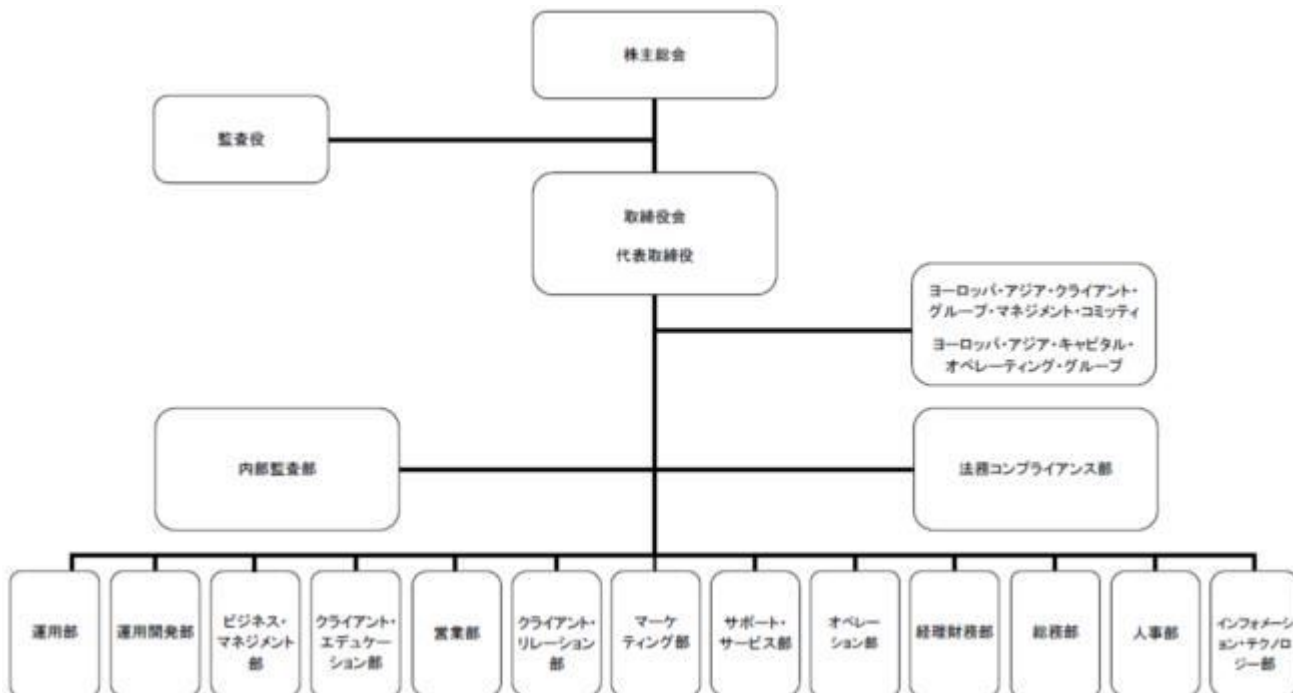 株主総会
監査役
取締役会
代表取締役
ヨーロッパ・アジア・クライアント・
グループ・マネジメント・コミッティ
ヨーロッパ・アジア・キャピタル・
オペレーティング・グループ
内部監査部
法務コンプライアンス部
運用部
運用開発部
ビジネス・
マネジメント
部
クライアント・
エデュケー
ション部
営業部
クライアント・
リレーション
部
マーケ
ティング部
サポート・
サービス部
オペレー
ション部
経理財務部
総務部
人事部
インフォメーシ
ョン・テクノロ
ジー部